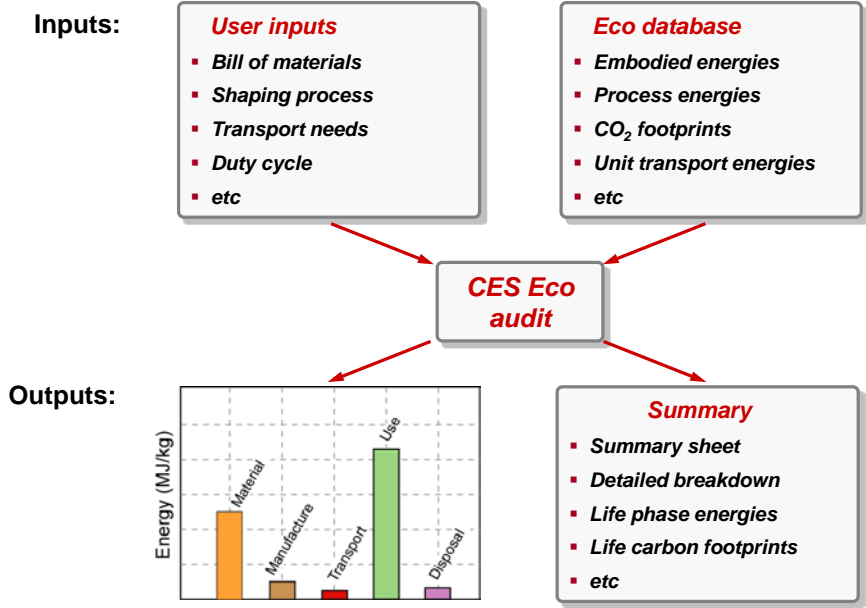 Inputs:
User inputs
▪ Bill of materials
▪ Shaping process
▪ Transport needs
▪ Duty cycle
▪ etc
Eco database
▪ Embodied energies
▪ Process energies
▪ CO₂ footprints
▪ Unit transport energies
▪ etc
CES Eco
audit
Outputs:
Energy (MJ/kg)
Material
Manufacture
Transport
Use
Disposal
Summary
▪ Summary sheet
▪ Detailed breakdown
▪ Life phase energies
▪ Life carbon footprints
▪ etc